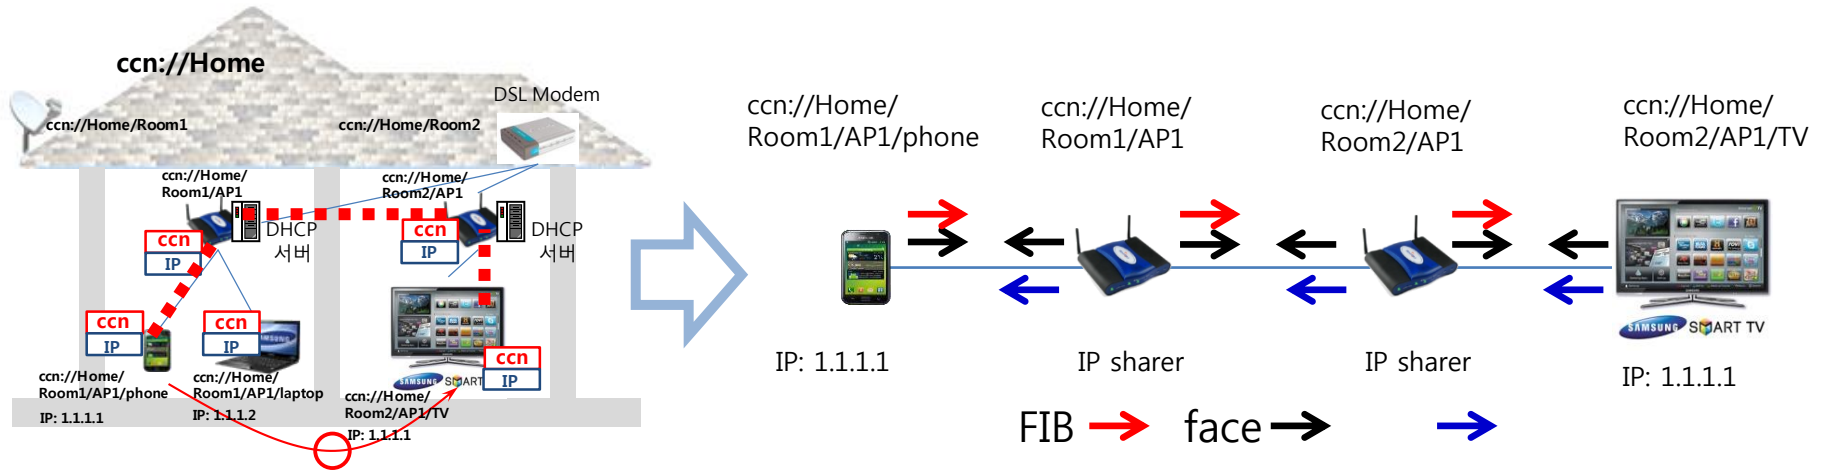 ccn://Home
DSL Modem
ccn://Home/Room1
ccn://Home/Room2
ccn://Home/
Room1/AP1
ccn://Home/
Room2/AP1
DHCP
서버
DHCP
서버
ccn
IP
ccn
IP
ccn
IP
ccn
IP
ccn
IP
SAMSUNG
SAMSUNG SMART
ccn://Home/
Room1/AP1/phone
IP: 1.1.1.1
ccn://Home/
Room1/AP1/laptop
IP: 1.1.1.2
ccn://Home/
Room2/AP1/TV
IP: 1.1.1.1
ccn://Home/
Room1/AP1/phone
ccn://Home/
Room1/AP1
ccn://Home/
Room2/AP1
ccn://Home/
Room2/AP1/TV
SAMSUNG SMART TV
IP: 1.1.1.1
IP sharer
IP sharer
IP: 1.1.1.1
FIB
face